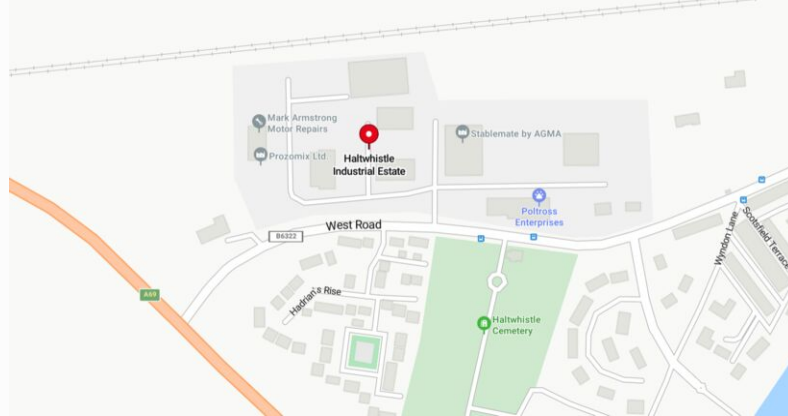 Mark Armstrong
Motor Repairs
Prozomix Ltd
Haltwhistle
Industrial Estate
Stablemate by AGMA
Poltross
Enterprises
West Road
B6322
A69
Hadrian's Rise
Haltwhistle
Cemetery
Wyndon Lane
Scotsfield Terrace